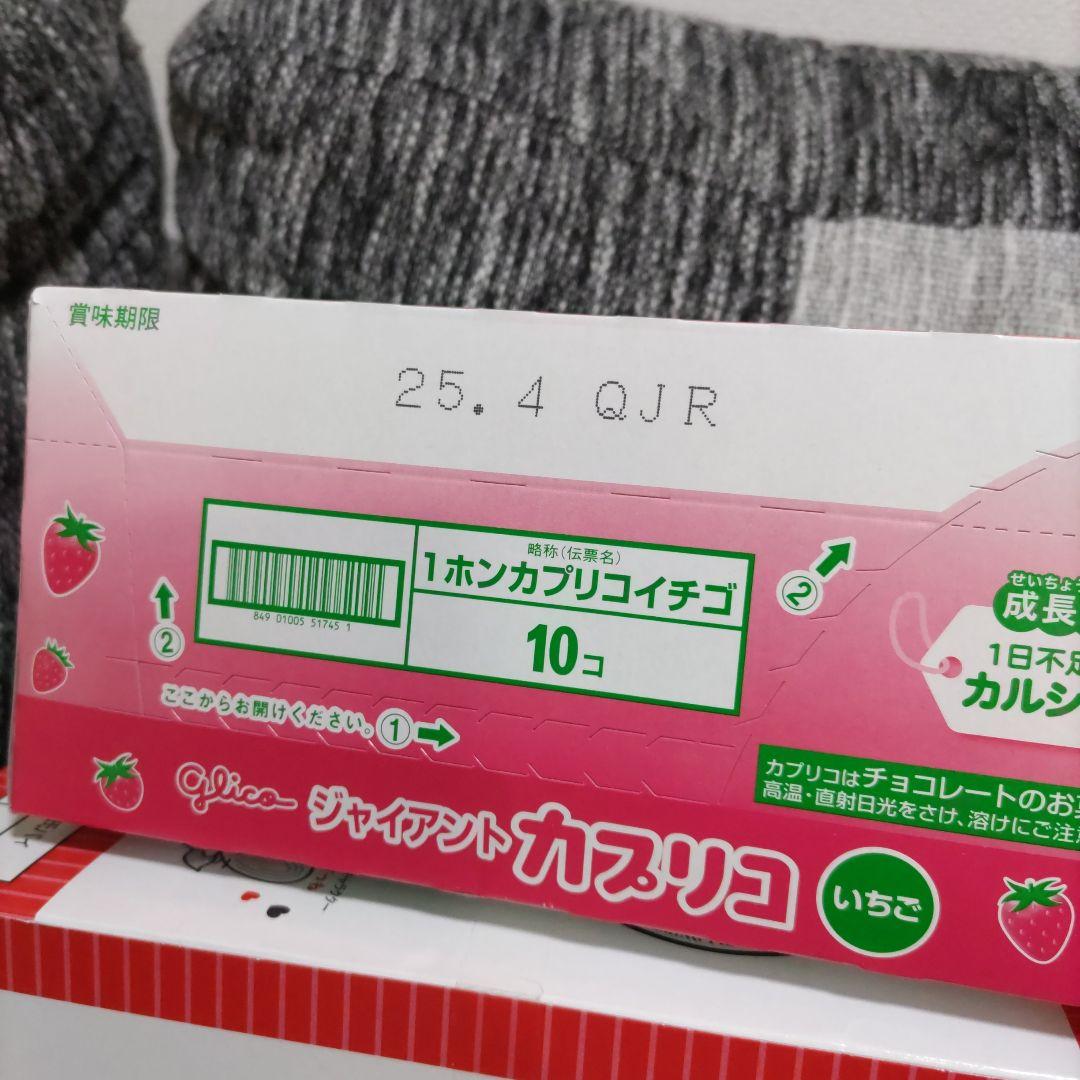 賞味期限
25.4 QJR
略称(伝票名)
1ホンカプリコイチゴ
849 01005 51745 1
10コ
②
②
ここからお開けください。①
せいちょ
成長
1日不足
カルシ
カプリコはチョコレートのお
高温・直射日光をさけ、溶けにご注
glico ジャイアント カプリコ いちご